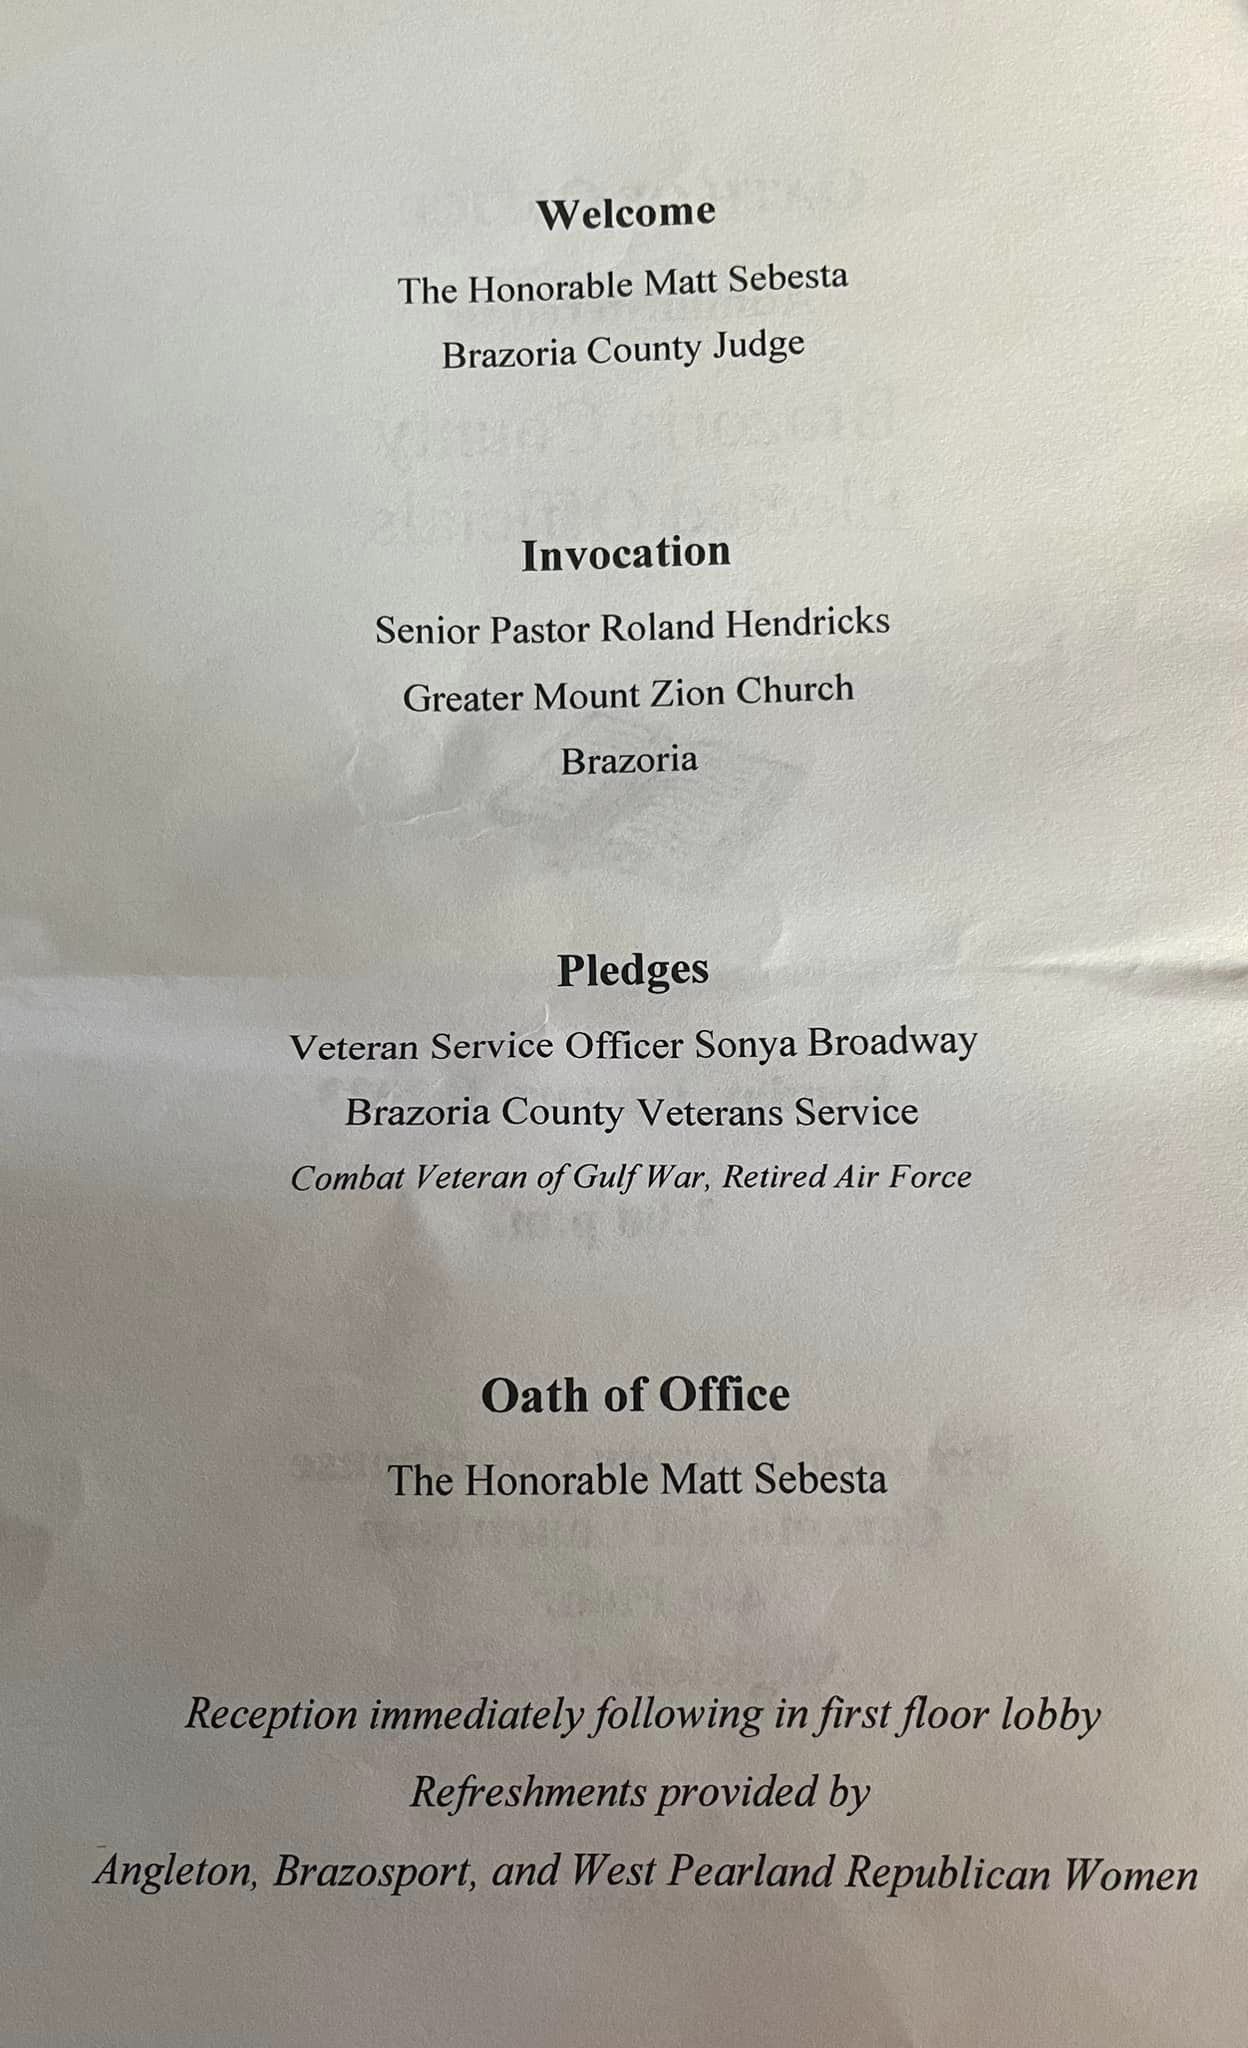 Welcome
The Honorable Matt Sebesta
Brazoria County Judge
Invocation
Senior Pastor Roland Hendricks
Greater Mount Zion Church
Brazoria
Pledges
Veteran Service Officer Sonya Broadway
Brazoria County Veterans Service
Combat Veteran of Gulf War, Retired Air Force
Oath of Office
The Honorable Matt Sebesta
Reception immediately following in first floor lobby
Refreshments provided by
Angleton, Brazosport, and West Pearland Republican Women